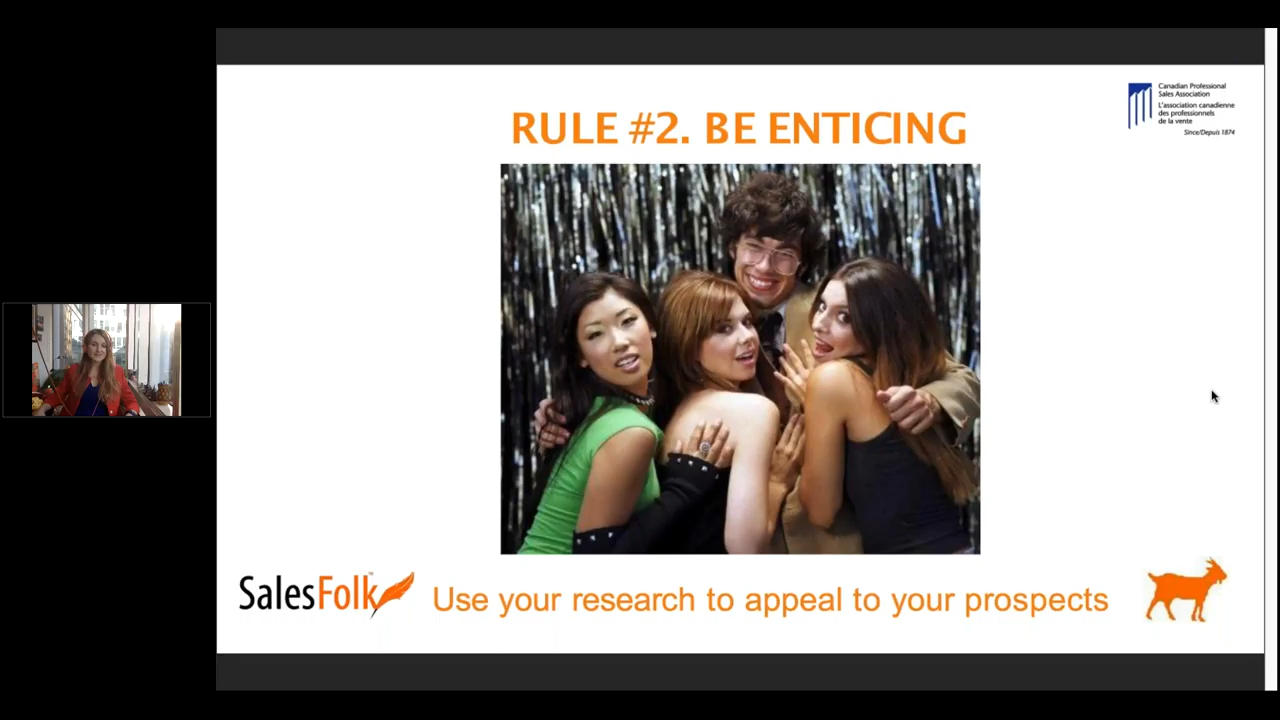 Canadian Professional
Sales Association
L'association canadienne
des professionnels
de la vente
Since/Depuis 1874
RULE #2. BE ENTICING
SalesFolk™
Use your research to appeal to your prospects